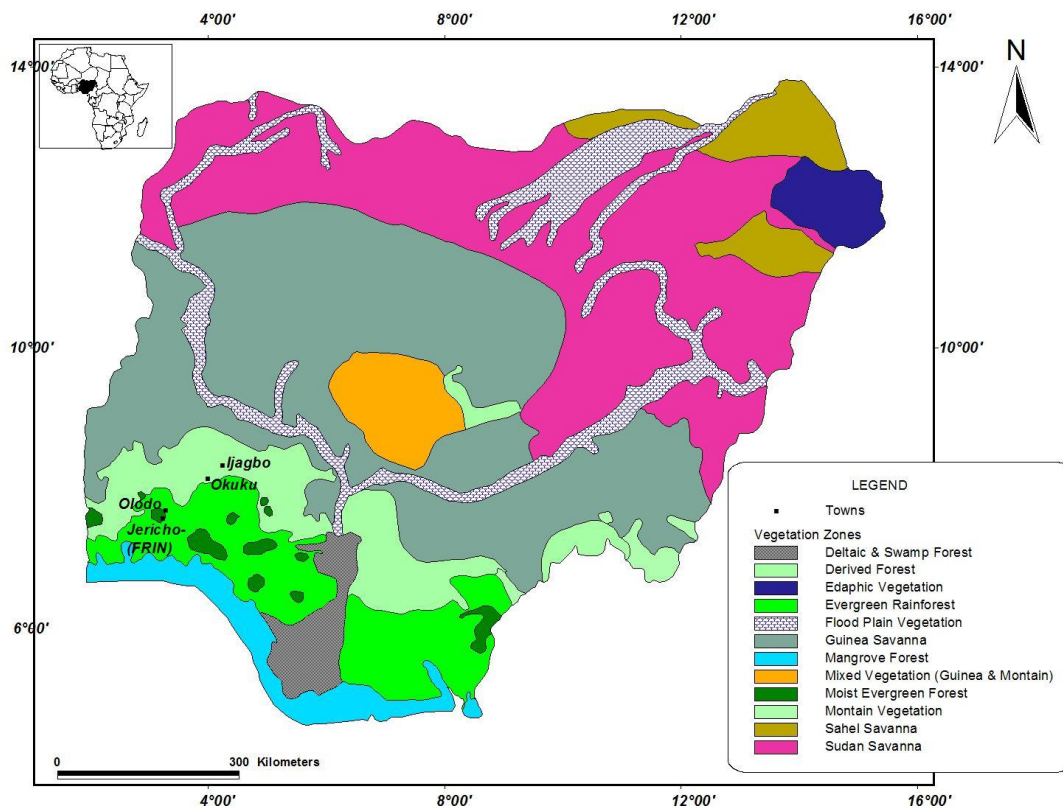 4°00' 8°00' 12°00' 16°00'
14°00' 14°00'
N
10°00' 10°00'
Ijagbo
Okuku
Olodo
Jericho-
(FRIN)
6°00'
LEGEND
Towns
Vegetation Zones
Deltaic & Swamp Forest
Derived Forest
Edaphic Vegetation
Evergreen Rainforest
Flood Plain Vegetation
Guinea Savanna
Mangrove Forest
Mixed Vegetation (Guinea & Montain)
Moist Evergreen Forest
Montain Vegetation
Sahel Savanna
Sudan Savanna
0 300 Kilometers
4°00' 8°00' 12°00' 16°00'